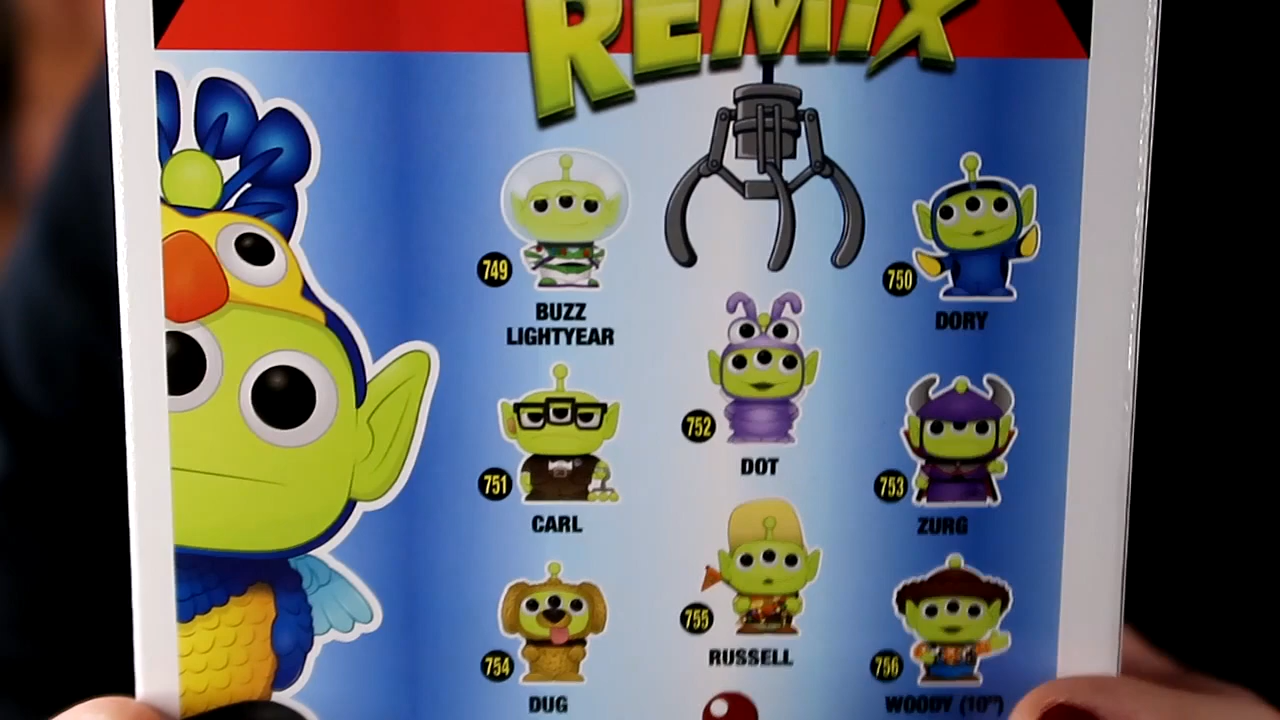 REMIX
749
BUZZ
LIGHTYEAR
750
DORY
751
CARL
752
DOT
753
ZURG
754
DUG
755
RUSSELL
756
WOODY (10")